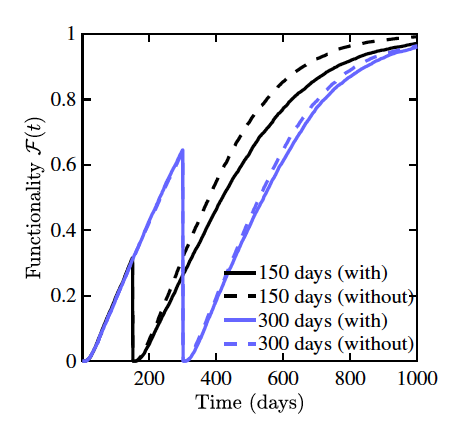 1
0.8
0.6
0.4
0.2
0
Functionality F(t)
150 days (with)
150 days (without)
300 days (with)
300 days (without)
200 400 600 800 1000
Time (days)